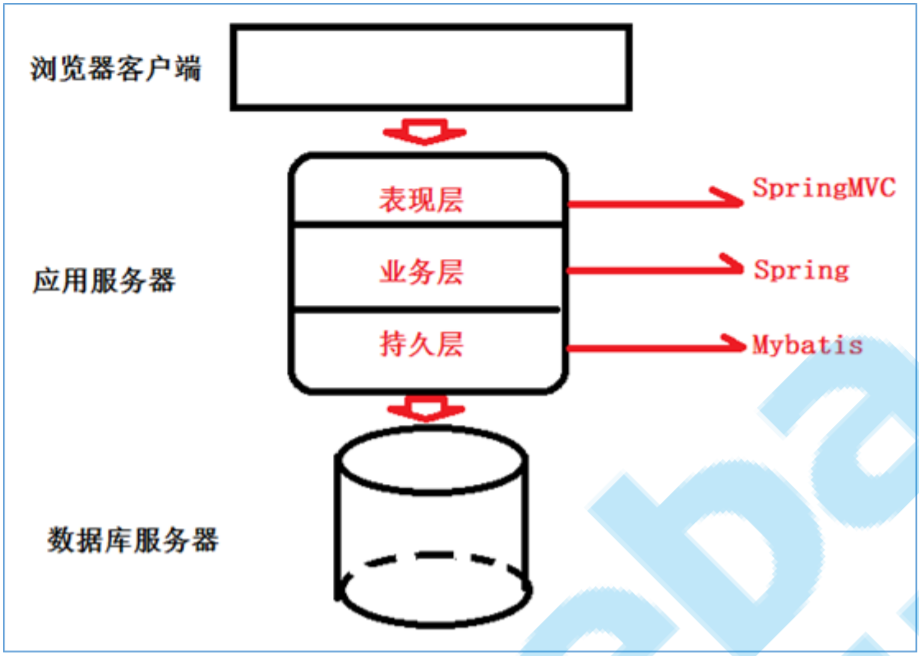 浏览器客户端
表现层
SpringMVC
应用服务器
业务层
Spring
持久层
Mybatis
数据库服务器
eba